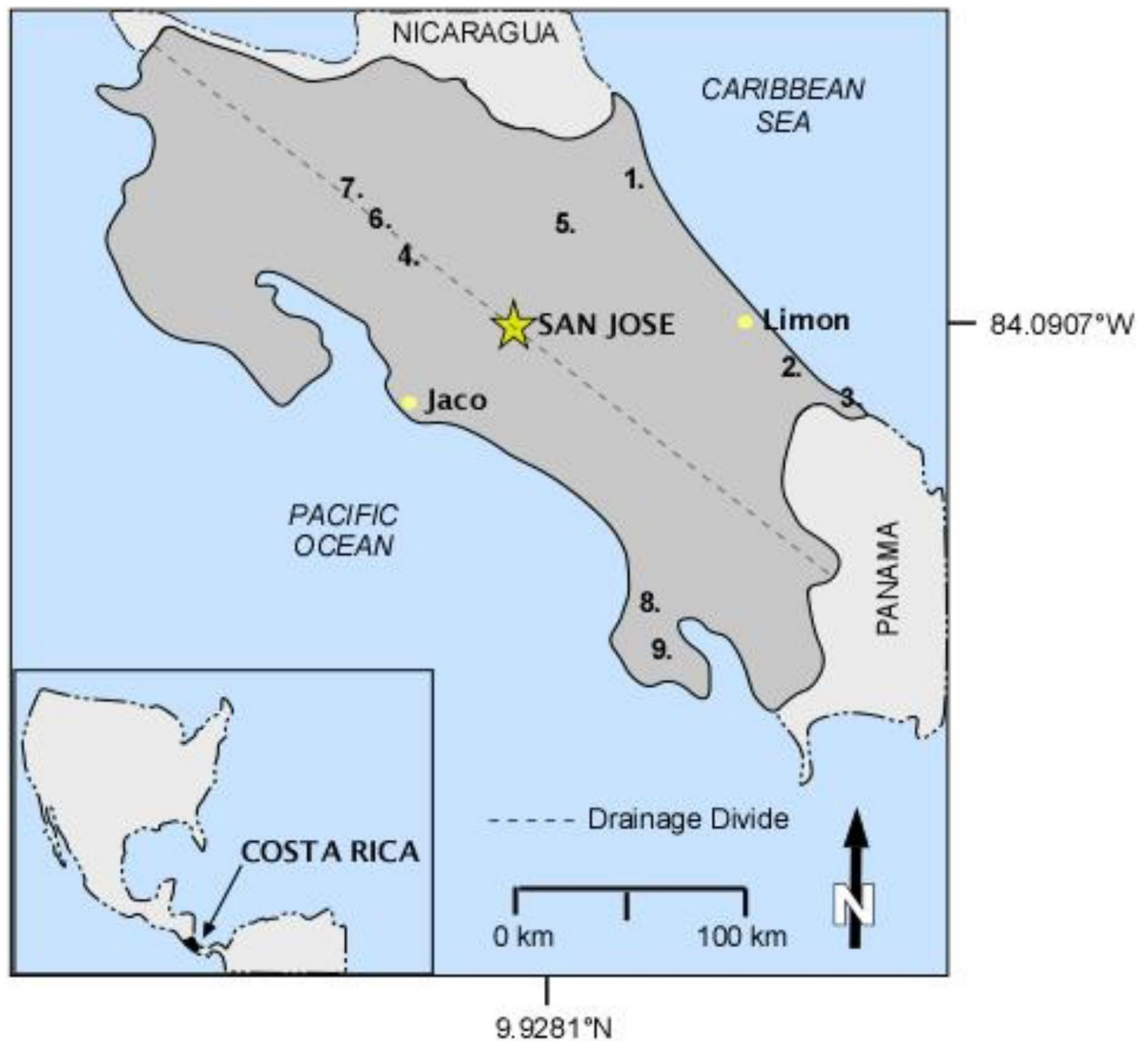 NICARAGUA
CARIBBEAN
SEA
1.
7.
6.
5.
4.
SAN JOSE
Limon
84.0907°W
2.
3.
Jaco
PACIFIC
OCEAN
PANAMA
8.
9.
Drainage Divide
COSTA RICA
N
0 km
100 km
9.9281°N